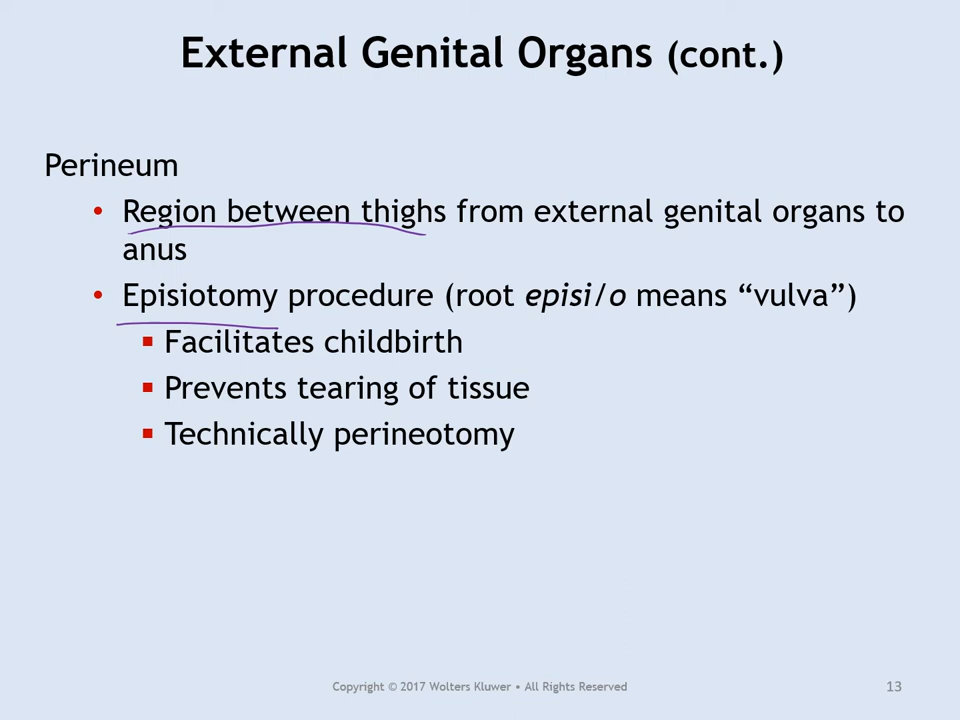 External Genital Organs (cont.)
Perineum
• Region between thighs from external genital organs to
anus
• Episiotomy procedure (root episi/o means “vulva”)
▪ Facilitates childbirth
▪ Prevents tearing of tissue
▪ Technically perineotomy
Copyright © 2017 Wolters Kluwer • All Rights Reserved
13